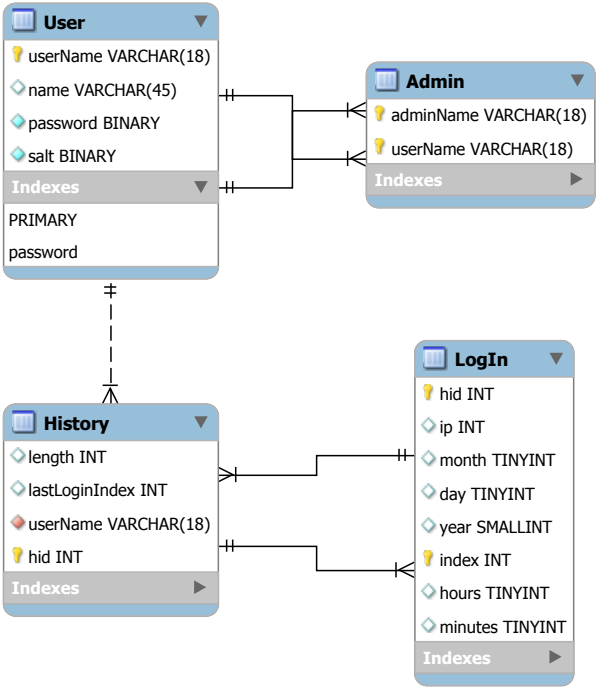 User
userName VARCHAR(18)
name VARCHAR(45)
password BINARY
salt BINARY
Indexes
PRIMARY
password
Admin
adminName VARCHAR(18)
userName VARCHAR(18)
Indexes
History
length INT
lastLoginIndex INT
userName VARCHAR(18)
hid INT
Indexes
LogIn
hid INT
ip INT
month TINYINT
day TINYINT
year SMALLINT
index INT
hours TINYINT
minutes TINYINT
Indexes